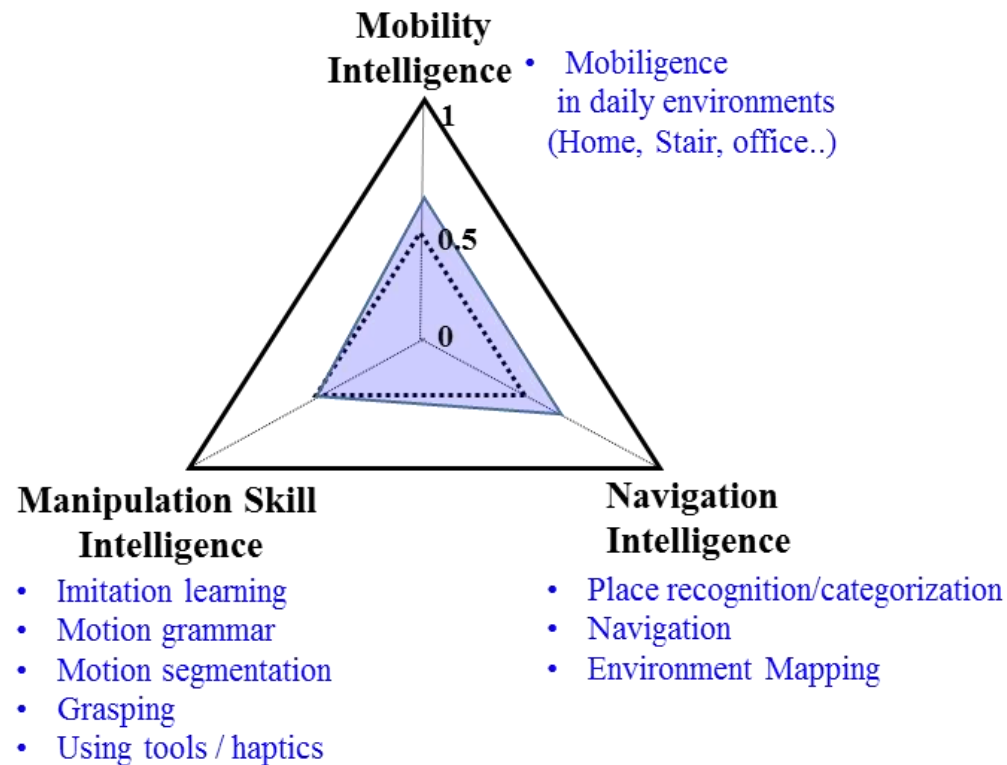 Mobility
Intelligence
• Mobiligence
in daily environments
(Home, Stair, office..)
1
0.5
0
Manipulation Skill
Intelligence
• Imitation learning
• Motion grammar
• Motion segmentation
• Grasping
• Using tools / haptics
Navigation
Intelligence
• Place recognition/categorization
• Navigation
• Environment Mapping